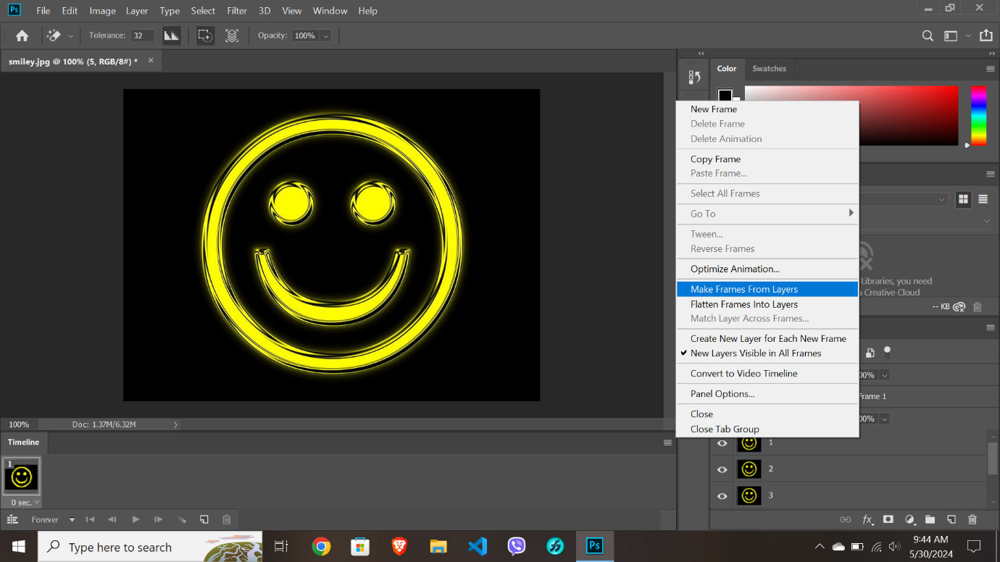 Ps File Edit Image Layer Type Select Filter 3D View Window Help
Tolerance: 32 Opacity: 100%
smiley.jpg @ 100% (5, RGB/8#) * ×
Color Swatches
New Frame
Delete Frame
Delete Animation
Copy Frame
Paste Frame...
Select All Frames
Go To
Tween...
Reverse Frames
Optimize Animation...
Make Frames From Layers
Flatten Frames Into Layers
Match Layer Across Frames...
Create New Layer for Each New Frame
New Layers Visible in All Frames
Convert to Video Timeline
Panel Options...
Close
Close Tab Group
Libraries, you need
a Creative Cloud
-- KB
00%
Frame 1
00%
1
2
3
100% Doc: 1.37M/6.32M
Timeline
1
0 sec.
Forever
fx
Type here to search
Ps
9:44 AM
5/30/2024